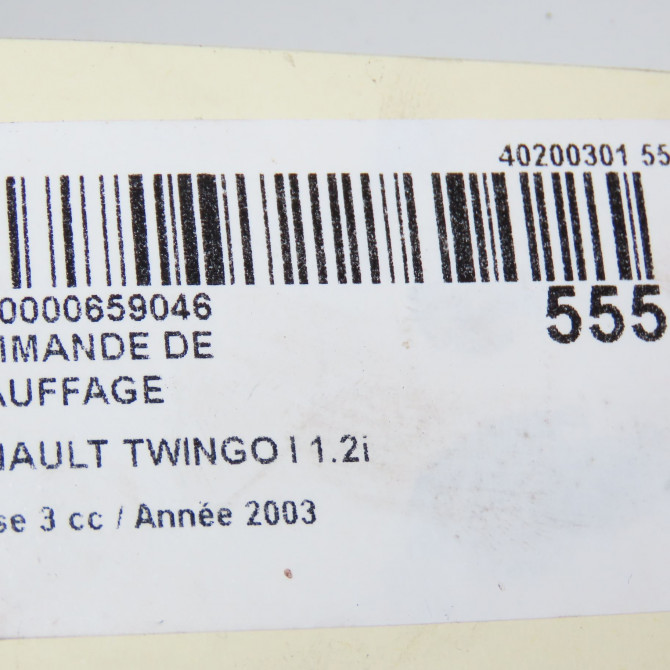 40200301 55
0000659046
555
MMANDE DE
AUFFAGE
NAULT TWINGO I 1.2i
se 3 cc / Année 2003